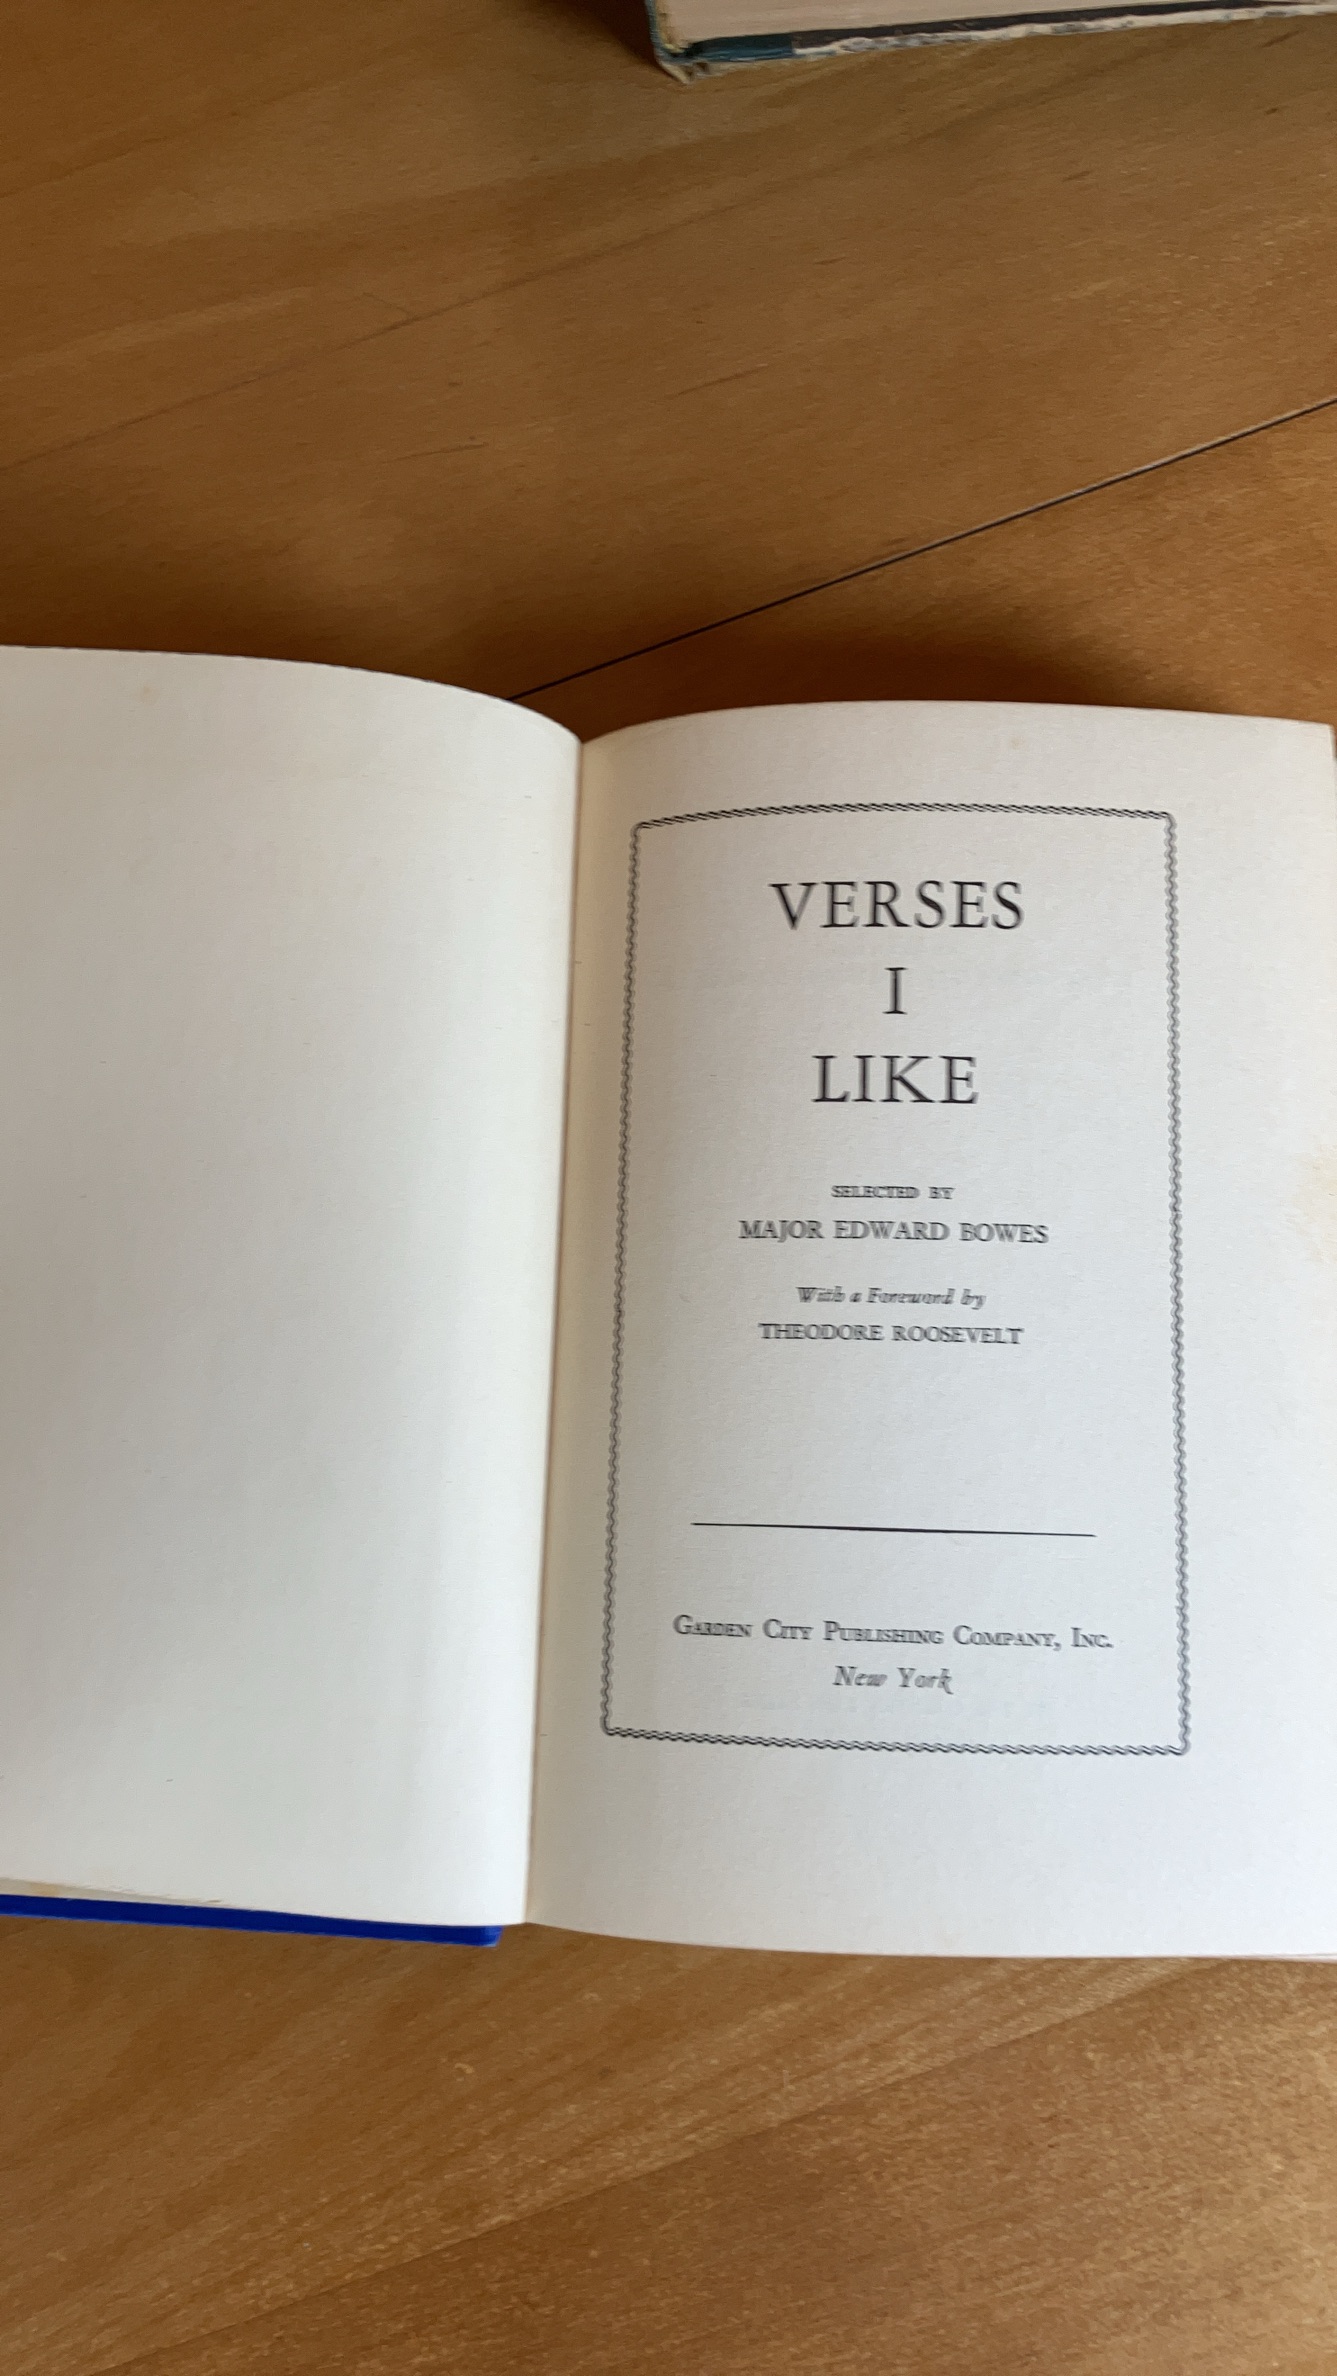 VERSES
I
LIKE
SELECTED BY
MAJOR EDWARD BOWES
With a Foreword by
THEODORE ROOSEVELT
GARDEN CITY PUBLISHING COMPANY, INC.
New York